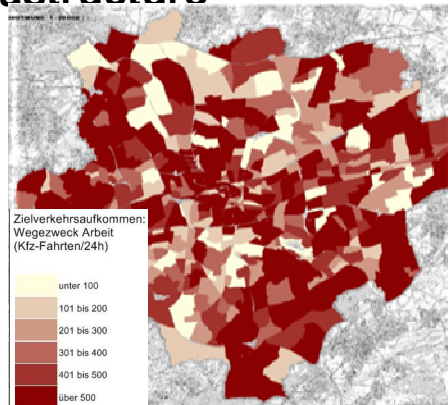 Zielverkehrsaufkommen:
Wegezweck Arbeit
(Kfz-Fahrten/24h)
unter 100
101 bis 200
201 bis 300
301 bis 400
401 bis 500
über 500